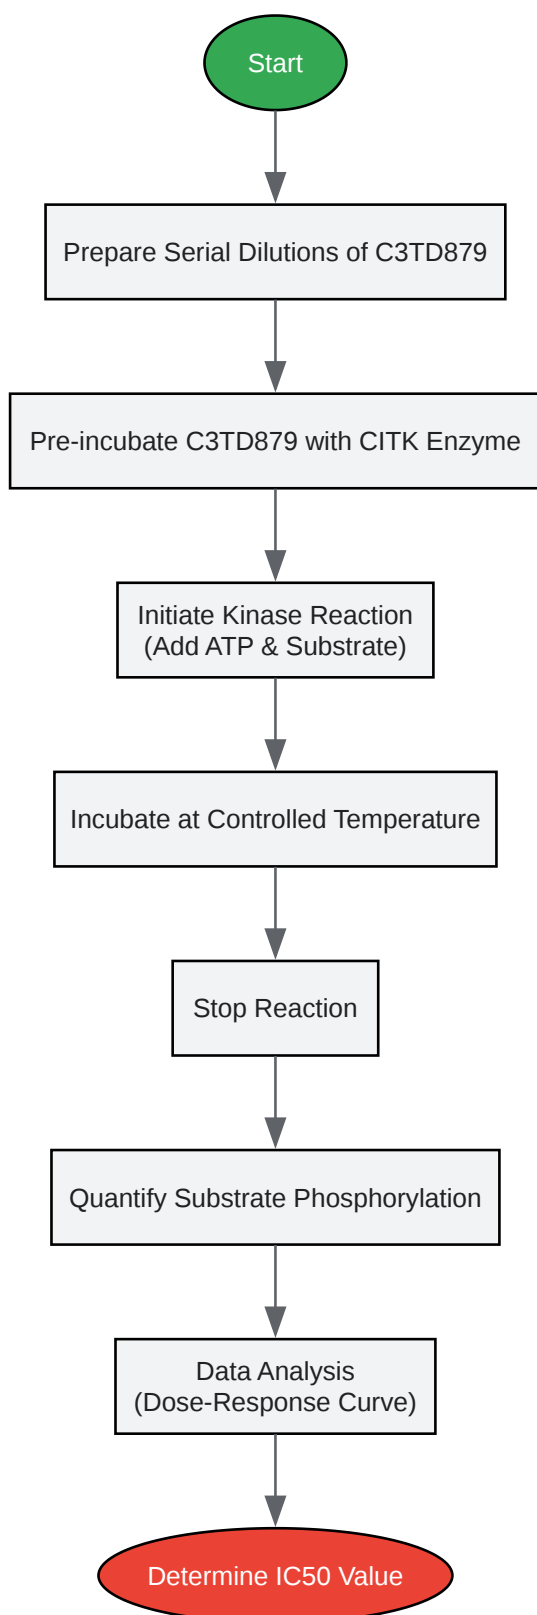 Start
Prepare Serial Dilutions of C3TD879
Pre-incubate C3TD879 with CITK Enzyme
Initiate Kinase Reaction
(Add ATP & Substrate)
Incubate at Controlled Temperature
Stop Reaction
Quantify Substrate Phosphorylation
Data Analysis
(Dose-Response Curve)
Determine IC50 Value